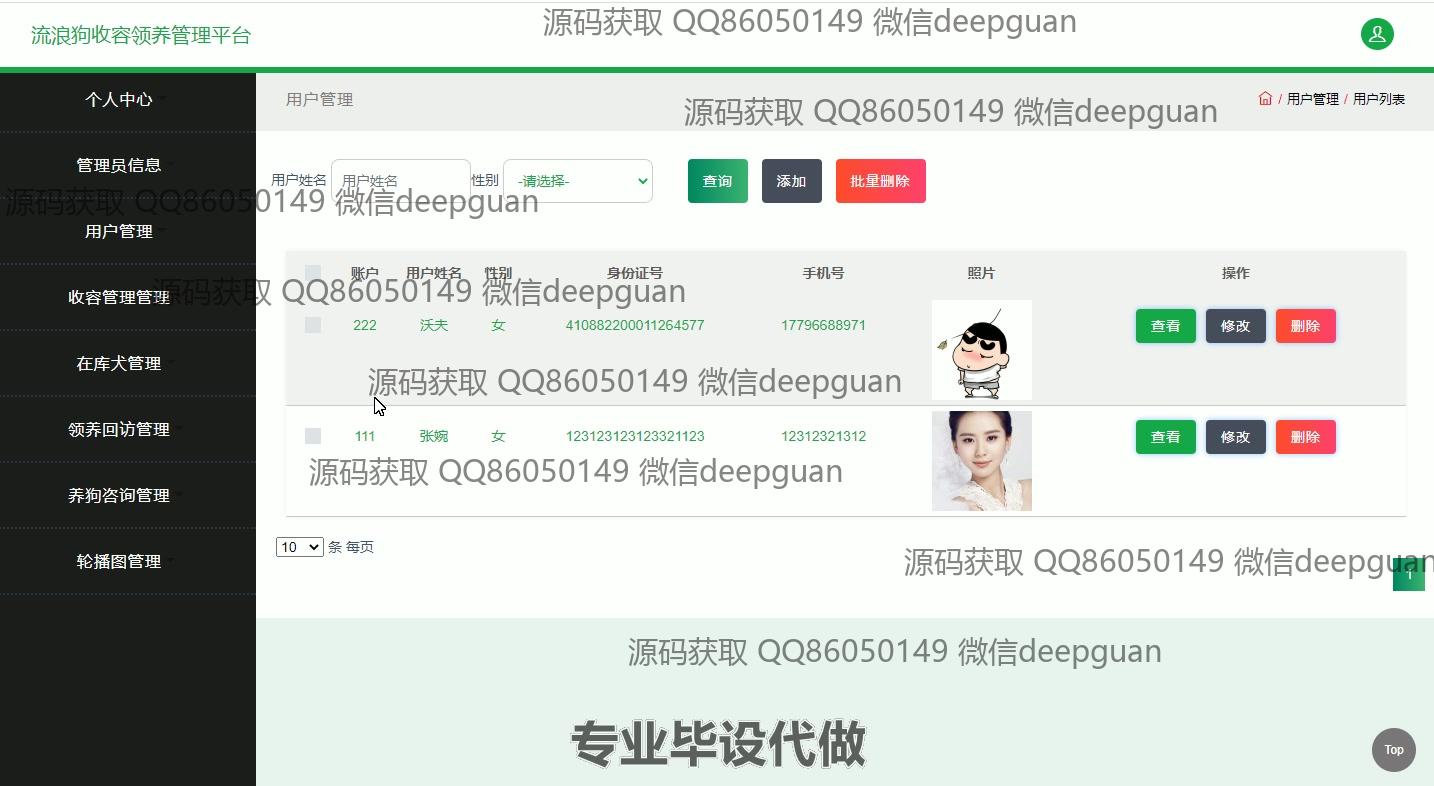 源码获取 QQ86050149 微信deepguan
流浪狗收容领养管理平台
个人中心
用户管理
/ 用户管理 / 用户列表
源码获取 QQ86050149 微信deepguan
管理员信息
用户姓名 用户姓名 性别 -请选择- 查询 添加 批量删除
源码获取 QQ86050149 微信deepguan
用户管理
账户 用户姓名 性别 身份证号 手机号 照片 操作
收容管理管理
源码获取 QQ86050149 微信deepguan
222 沃夫 女 410882200011264577 17796688971 查看 修改 删除
在库犬管理
源码获取 QQ86050149 微信deepguan
领养回访管理
111 张婉 女 123123123123321123 12312321312 查看 修改 删除
源码获取 QQ86050149 微信deepguan
养狗咨询管理
10 条 每页
轮播图管理
源码获取 QQ86050149 微信deepguan
1
源码获取 QQ86050149 微信deepguan
专业毕设代做
Top